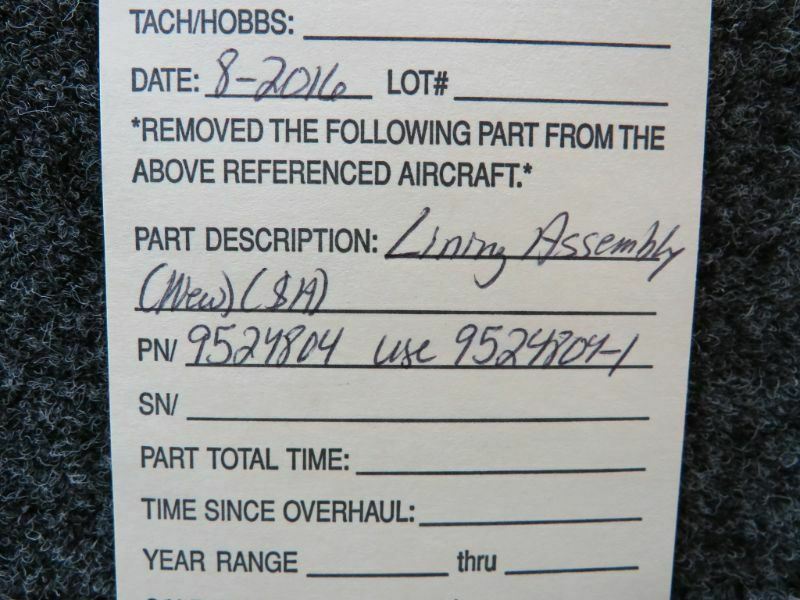 TACH/HOBBS:
DATE: 8-2016 LOT#
*REMOVED THE FOLLOWING PART FROM THE
ABOVE REFERENCED AIRCRAFT.*
PART DESCRIPTION: Lining Assembly
(New) (SA)
PN/ 9524804 use 9524804-1
SN/
PART TOTAL TIME:
TIME SINCE OVERHAUL:
YEAR RANGE thru